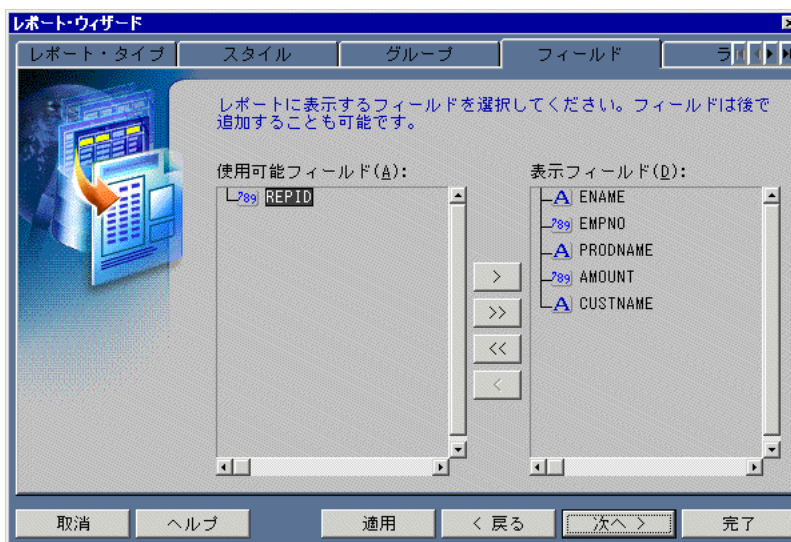 レポート・ウィザード
レポート・タイプ スタイル グループ フィールド ラ
レポートに表示するフィールドを選択してください。フィールドは後で
追加することも可能です。
使用可能フィールド(A):
REPID
表示フィールド(D):
ENAME
EMPNO
PRODNAME
AMOUNT
CUSTNAME
>
>>
<<
<
取消 ヘルプ 適用 < 戻る 次へ > 完了